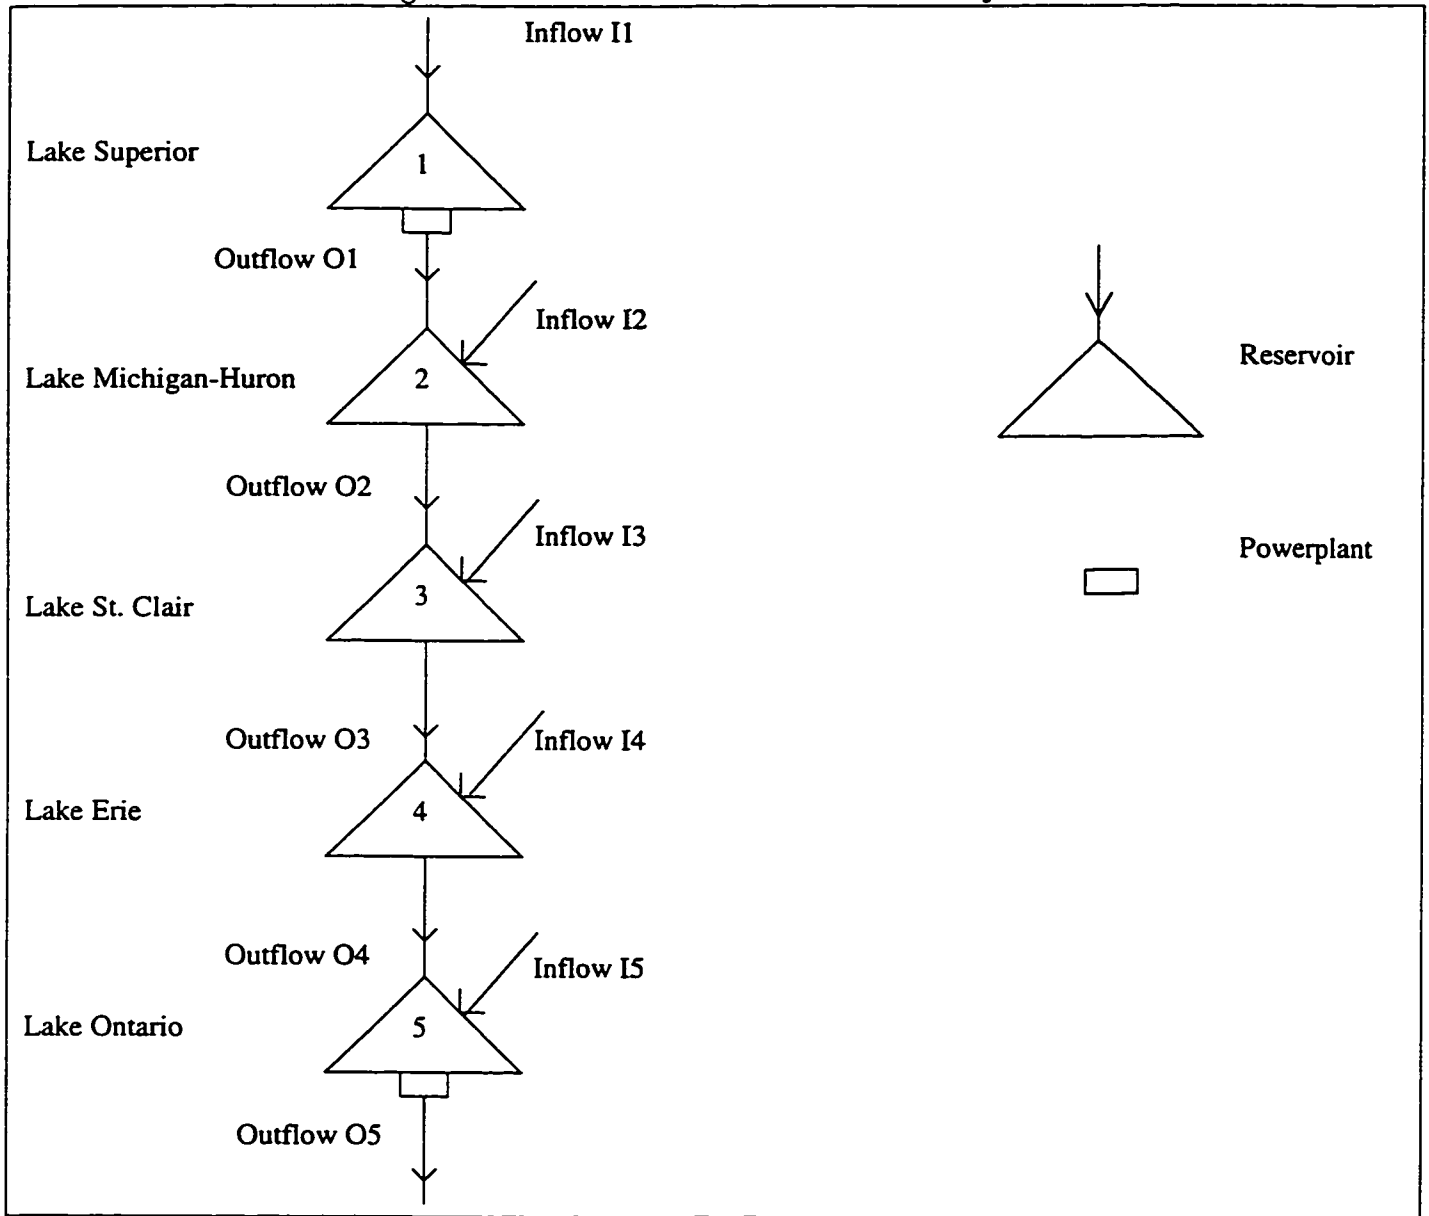 Inflow I1
Lake Superior
1
Outflow O1
Inflow I2
Lake Michigan-Huron
2
Outflow O2
Inflow I3
Lake St. Clair
3
Outflow O3
Inflow I4
Lake Erie
4
Outflow O4
Inflow I5
Lake Ontario
5
Outflow O5
Reservoir
Powerplant